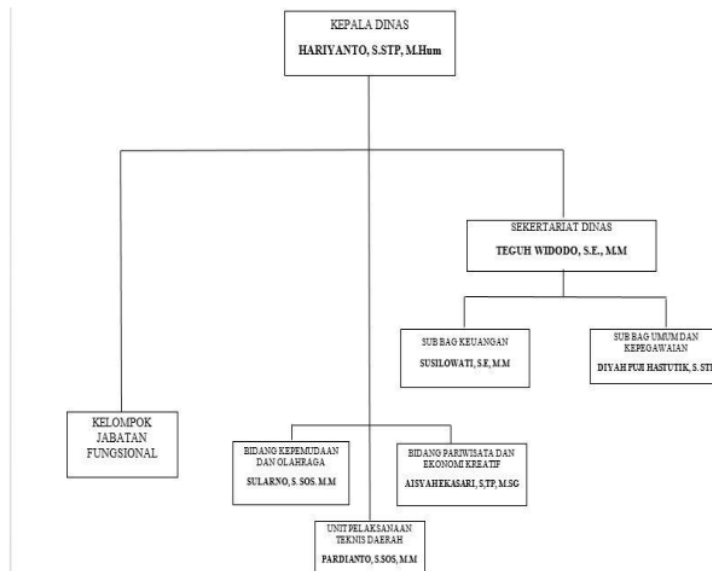 KEPALA DINAS
HARIYANTO, S.STP, M.Hum
SEKERTARIAT DINAS
TEGUH WIDODO, S.E., M.M
SUB BAG KEUANGAN
SUSILOWATI, S.E, M.M
SUB BAG UMUM DAN
KEPEGAWAIAN
DIYAH PUJI HASTUTIK, S. STP
KELOMPOK
JABATAN
FUNGSIONAL
BIDANG KEPEMUDAAN
DAN OLAHRAGA
SULARNO, S. SOS. M.M
BIDANG PARIWISATA DAN
EKONOMI KREATIF
AISYAH EKASARI, S,TP, M.SG
UNIT PELAKSANAAN
TEKNIS DAERAH
PARDIANTO, S.SOS, M.M